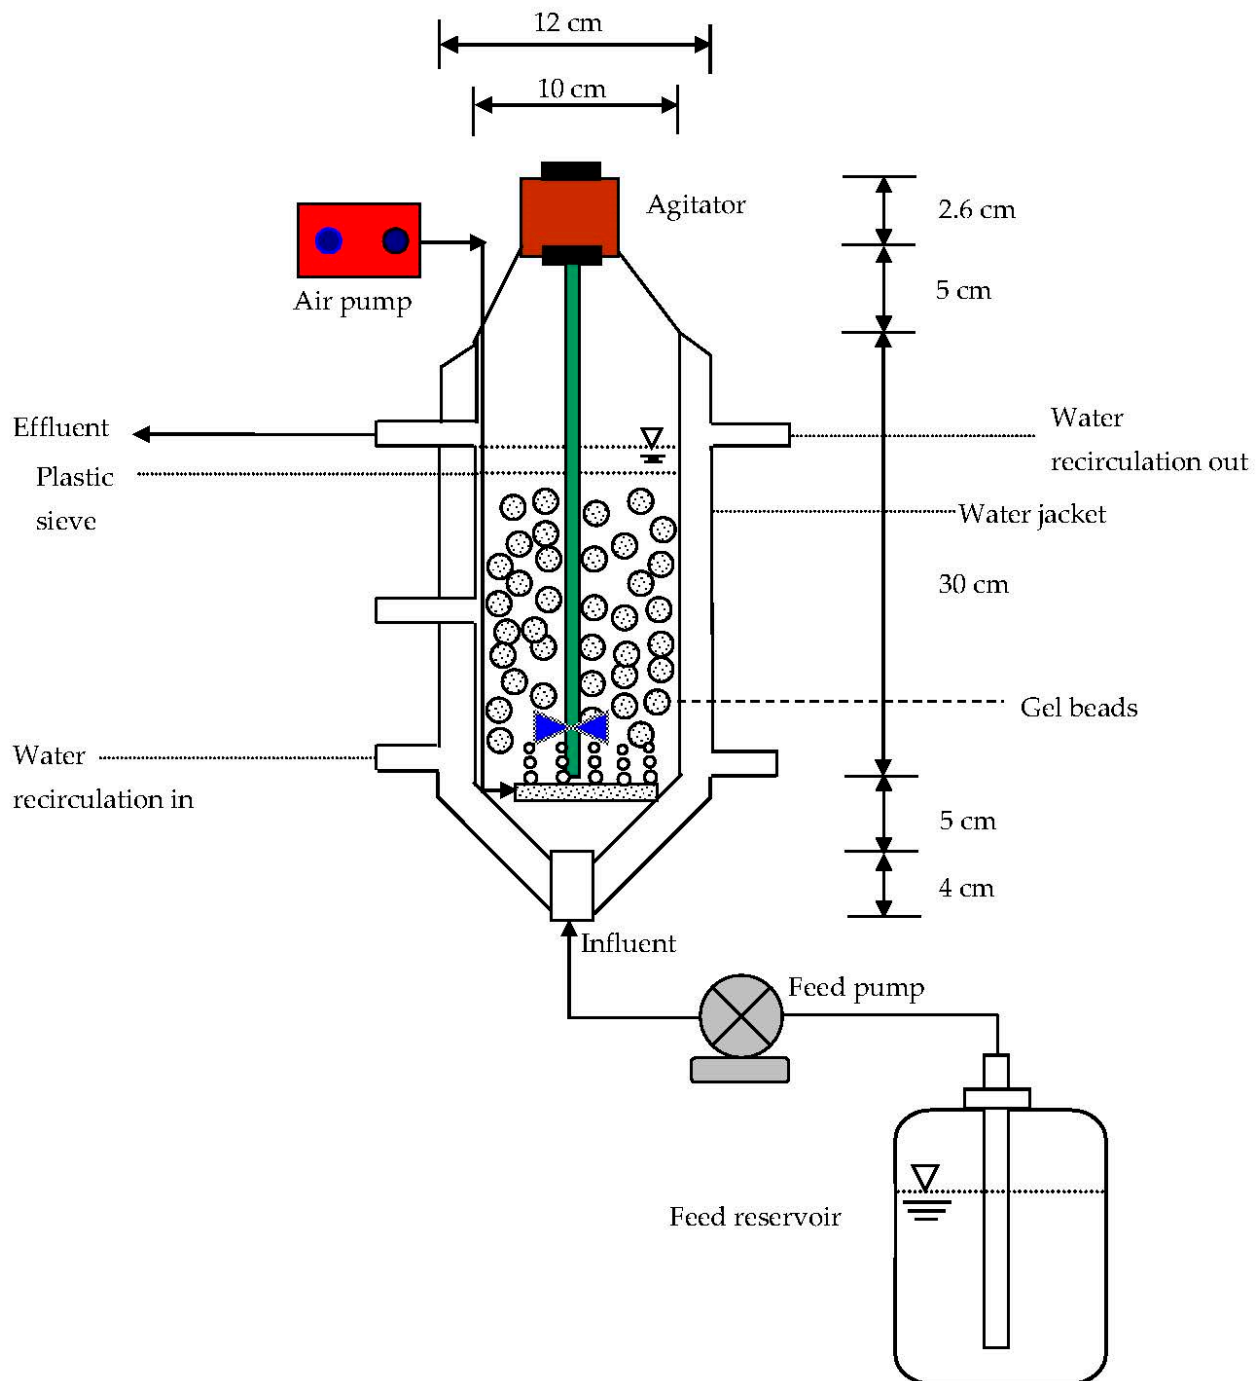 12 cm
10 cm
Agitator
2.6 cm
Air pump
5 cm
Effluent
Water
recirculation out
Plastic
sieve
Water jacket
30 cm
Gel beads
Water
recirculation in
5 cm
4 cm
Influent
Feed pump
Feed reservoir